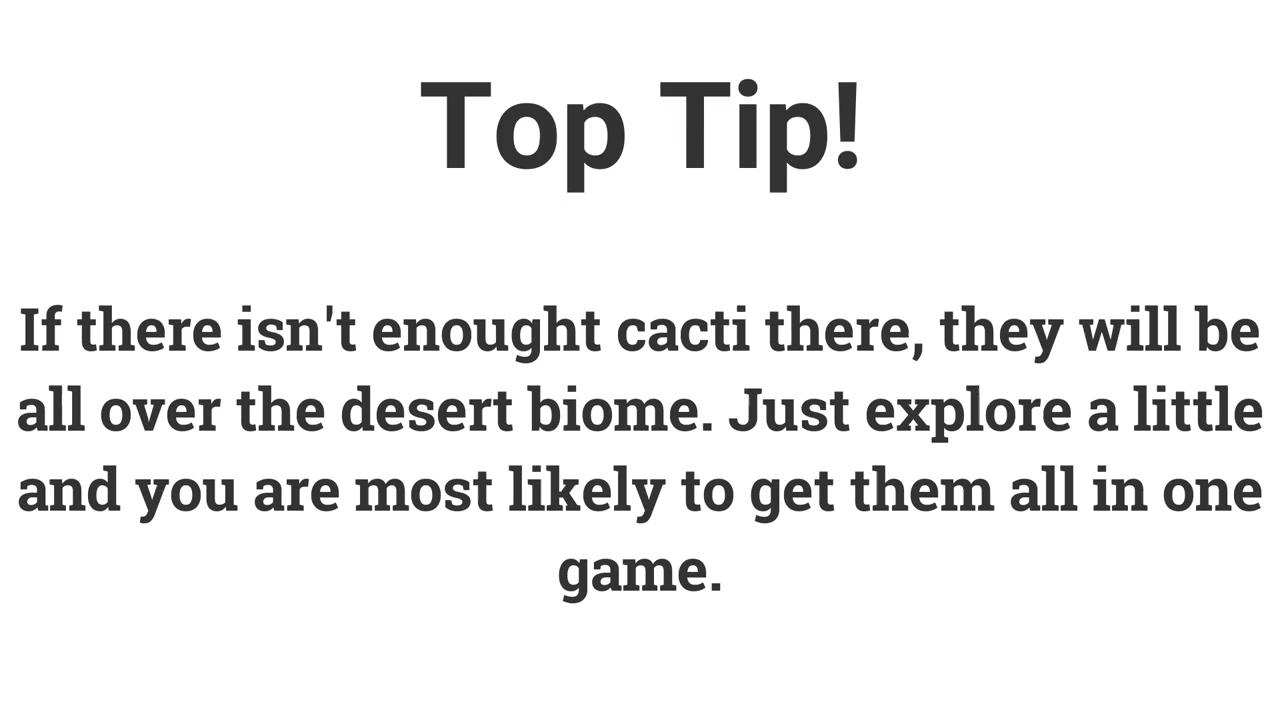 Top Tip!
If there isn't enought cacti there, they will be
all over the desert biome. Just explore a little
and you are most likely to get them all in one
game.